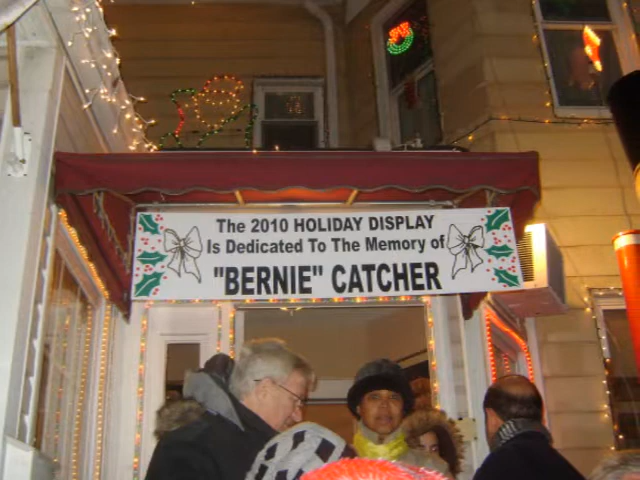 The 2010 HOLIDAY DISPLAY
Is Dedicated To The Memory of
"BERNIE" CATCHER